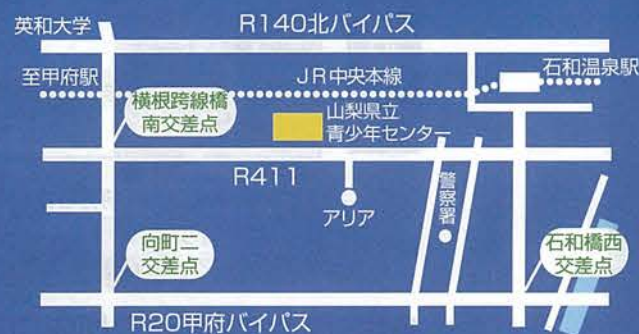 英和大学
R140北バイパス
至甲府駅
JR中央本線
石和温泉駅
横根跨線橋
南交差点
山梨県立
青少年センター
R411
アリア
警察署
向町二
交差点
石和橋西
交差点
R20甲府バイパス